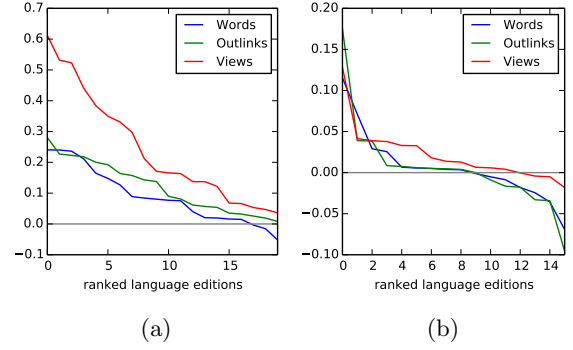 0.7
0.6
0.5
0.4
0.3
0.2
0.1
0.0
−0.1
0 5 10 15
ranked language editions
Words
Outlinks
Views
(a)
0.20
0.15
0.10
0.05
0.00
−0.05
−0.10
0 2 4 6 8 10 12 14
ranked language editions
Words
Outlinks
Views
(b)